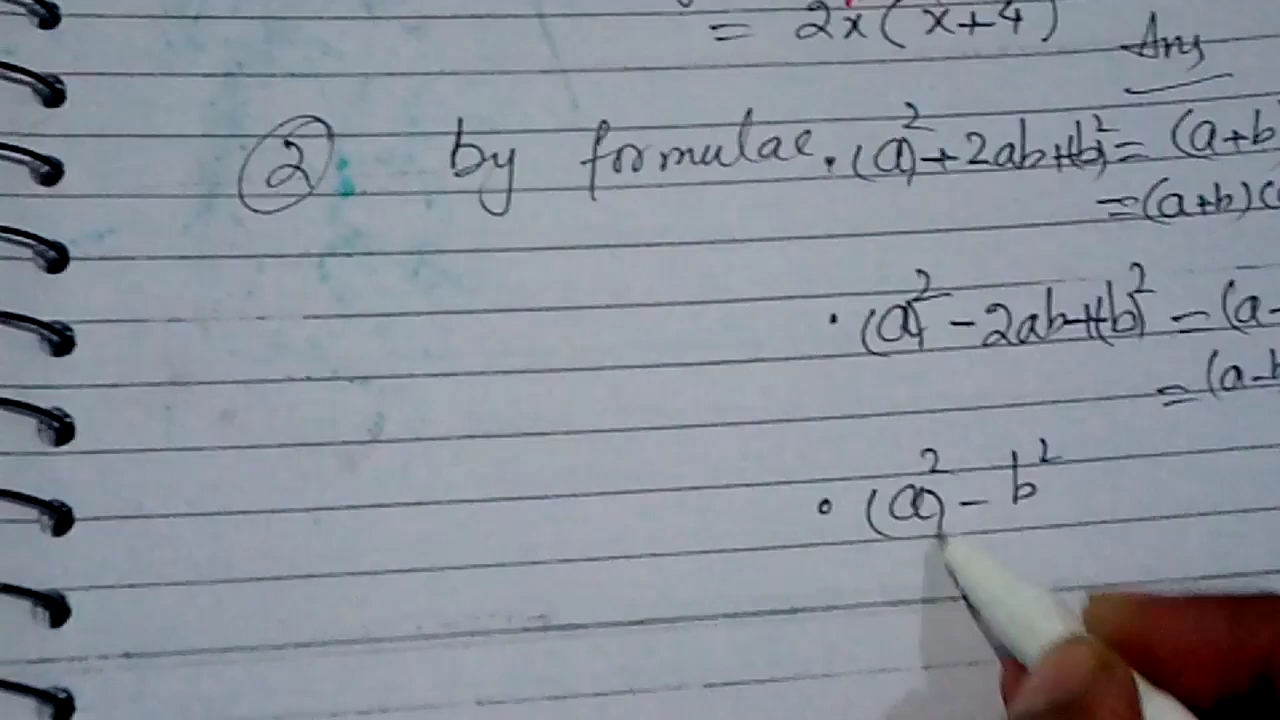 = 2x(x+4) Ans
2: by formulae. (a)²+2ab+(b)²= (a+b
=(a+b)(
• (a)²-2ab+(b)² = (a-
= (a-b
• (a)²-b²